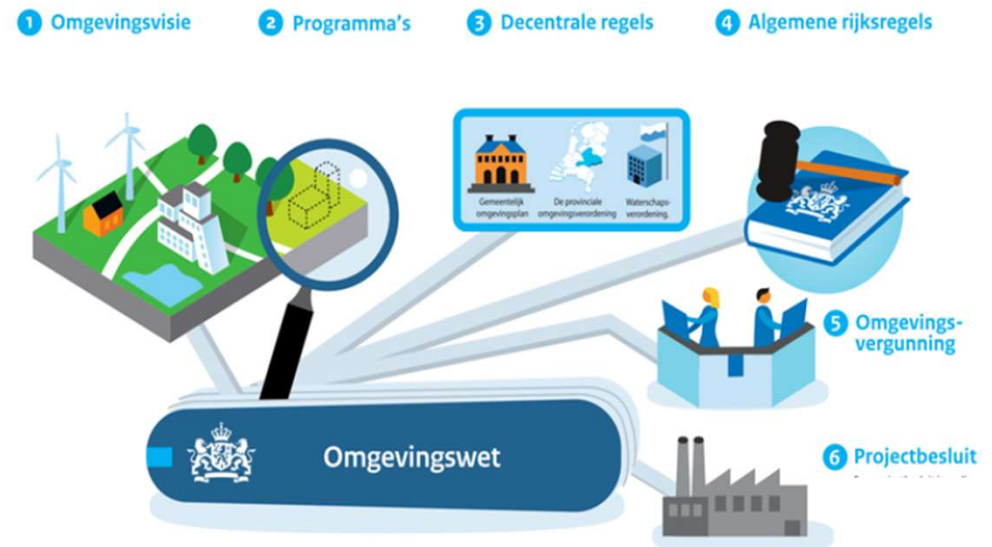 1 Omgevingsvisie
2 Programma's
3 Decentrale regels
4 Algemene rijksregels
Gemeentelijk
omgevingsplan
De provinciale
omgevingsverordening
Waterschaps-
verordening.
5 Omgevings-
vergunning
Omgevingswet
6 Projectbesluit